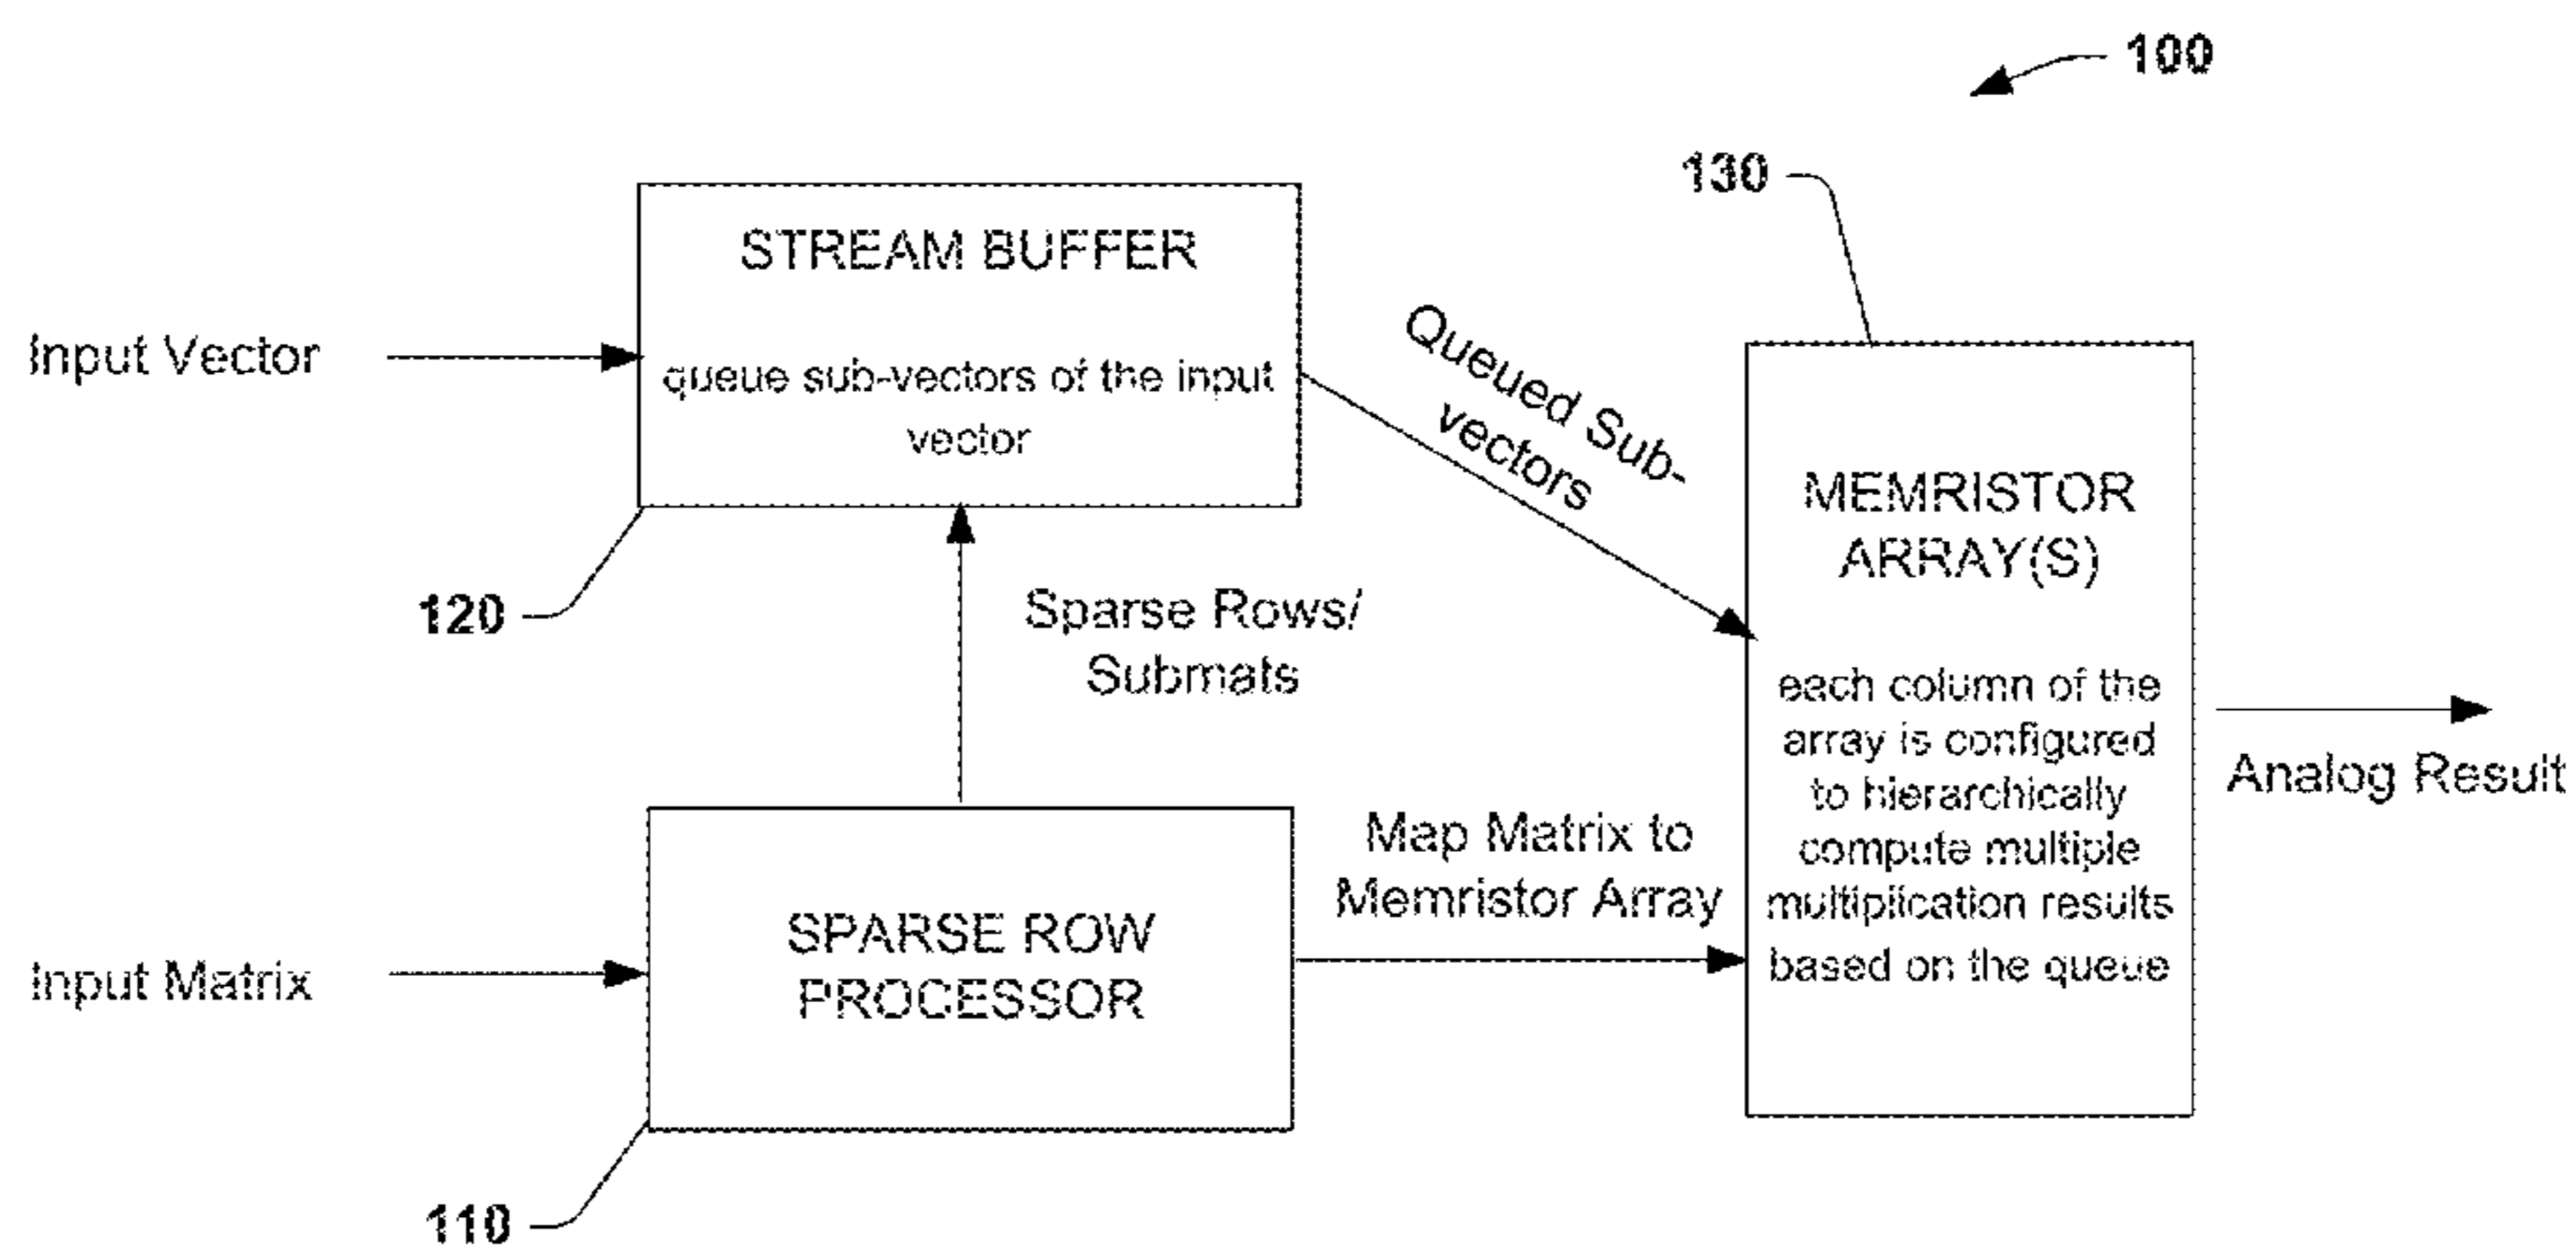 100
130
STREAM BUFFER
queue sub-vectors of the input
vector
Input Vector
120
Queued Sub-
vectors
Sparse Rows/
Submats
MEMRISTOR
ARRAY(S)
each column of the
array is configured
to hierarchically
compute multiple
multiplication results
based on the queue
Analog Result
Map Matrix to
Memristor Array
SPARSE ROW
PROCESSOR
Input Matrix
110